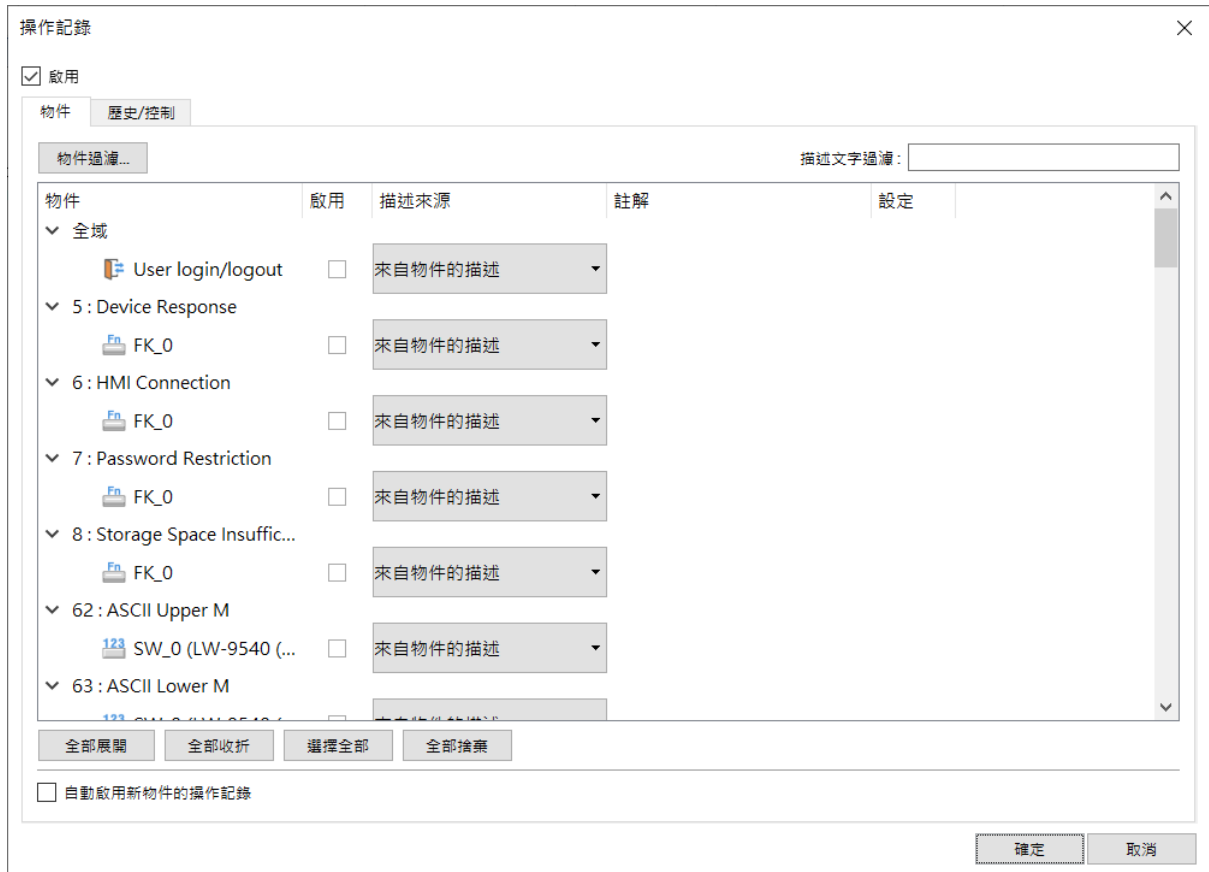 操作記錄
啟用
物件 歷史/控制
物件過濾... 描述文字過濾 :
物件 啟用 描述來源 註解 設定
全域
User login/logout 來自物件的描述
5 : Device Response
FK_0 來自物件的描述
6 : HMI Connection
FK_0 來自物件的描述
7 : Password Restriction
FK_0 來自物件的描述
8 : Storage Space Insuffic...
FK_0 來自物件的描述
62 : ASCII Upper M
SW_0 (LW-9540 (... 來自物件的描述
63 : ASCII Lower M
全部展開 全部收折 選擇全部 全部捨棄
自動啟用新物件的操作記錄
確定 取消